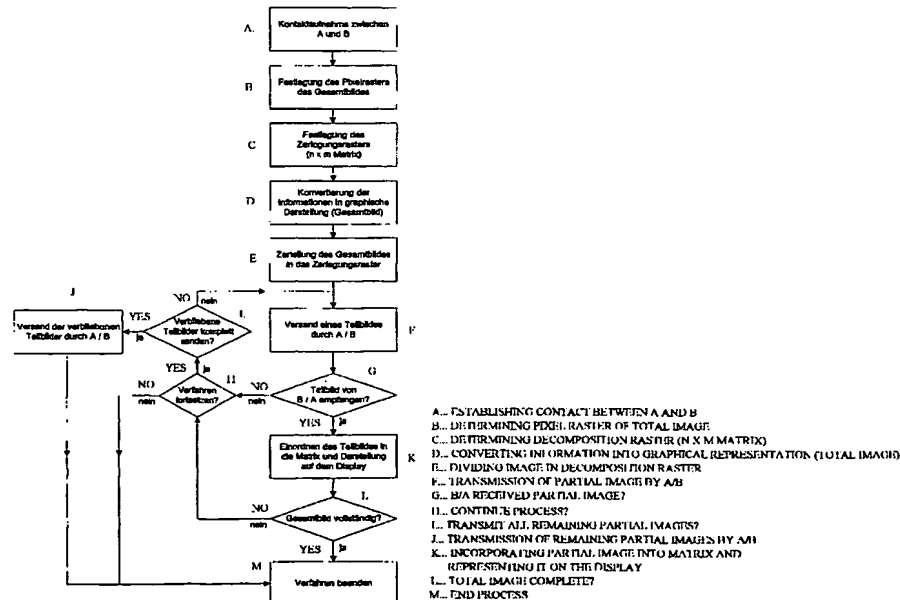 A.
Kontaktaufnahme zwischen
A und B
B
Festlegung des Pixelrasters
des Gesamtbildes
C
Festlegung des
Zerlegungsrasters
(n x m Matrix)
D
Konvertierung der
Informationen in graphische
Darstellung (Gesamtbild)
E
Zerteilung des Gesamtbildes
in das Zerlegungsraster
J
NO
nein
I.
YES
ja
Versand der verbliebenen
Teilbilder durch A / B
Verbliebene
Teilbilder komplett
senden?
Versand eines Teilbildes
durch A / B
F
YES
ja
H
G
NO
nein
Verfahren
fortsetzen?
NO
nein
Teilbild von
B / A empfangen?
YES
ja
Einordnen des Teilbildes in
die Matrix und Darstellung
auf dem Display
K
L
NO
nein
Gesamtbild vollständig?
YES
ja
M
Verfahren beenden
A... ESTABLISHING CONTACT BETWEEN A AND B
B... DETERMINING PIXEL RASTER OF TOTAL IMAGE
C... DETERMINING DECOMPOSITION RASTER (N X M MATRIX)
D... CONVERTING INFORMATION INTO GRAPHICAL REPRESENTATION (TOTAL IMAGE)
E... DIVIDING IMAGE IN DECOMPOSITION RASTER
F... TRANSMISSION OF PARTIAL IMAGE BY A/B
G... B/A RECEIVED PARTIAL IMAGE?
H... CONTINUE PROCESS?
I... TRANSMIT ALL REMAINING PARTIAL IMAGES?
J... TRANSMISSION OF REMAINING PARTIAL IMAGES BY A/B
K... INCORPORATING PARTIAL IMAGE INTO MATRIX AND
REPRESENTING IT ON THE DISPLAY
L... TOTAL IMAGE COMPLETE?
M... END PROCESS